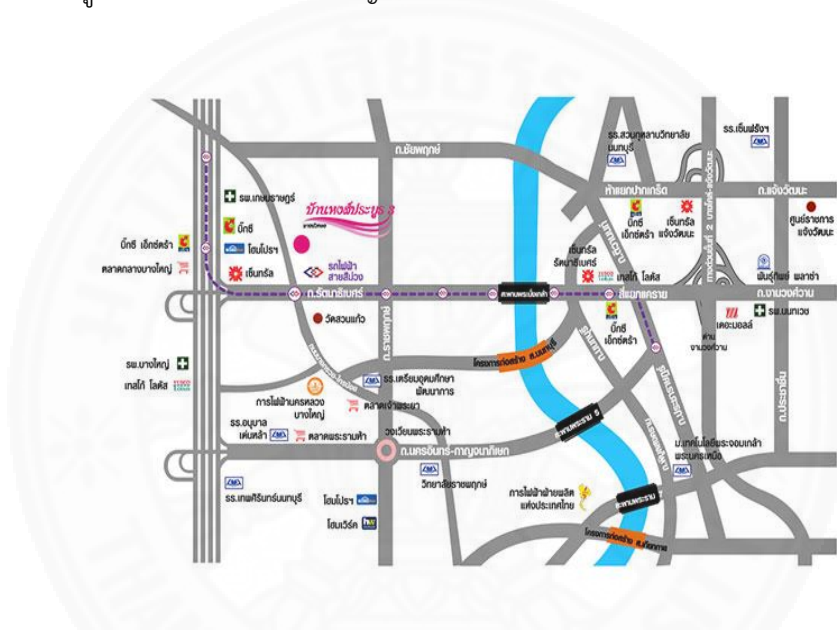 ถ.ชัยพฤกษ์
รร.สวนกุหลาบวิทยาลัย
นนทบุรี
รร.เซ็นฟรังฯ
ห้าแยกปากเกร็ด
ถ.แจ้งวัฒนะ
บิ๊กซี
เอ็กซ์ตร้า
เซ็นทรัล
แจ้งวัฒนะ
ศูนย์ราชการ
แจ้งวัฒนะ
รพ.เกษมราษฎร์
บิ๊กซี
โฮมโปรฯ
เซ็นทรัล
บิ๊กซี เอ็กซ์ตร้า
ตลาดกลางบางใหญ่
บ้านพงษ์ประยูร 3
รถไฟฟ้า
สายสีม่วง
ถ.รัตนาธิเบศร์
สะพานพระนั่งเกล้า
เซ็นทรัล
รัตนาธิเบศร์
เทสโก้ โลตัส
สี่แยกแคราย
พันธุ์ทิพย์ พลาซ่า
ถ.งามวงศ์วาน
เดอะมอลล์
รพ.นนทเวช
ด่าน
งามวงศ์วาน
บิ๊กซี
เอ็กซ์ตร้า
วัดสวนแก้ว
ถ.ราชพฤกษ์
ถ.ประชาชื่น
รพ.บางใหญ่
เทสโก้ โลตัส
การไฟฟ้านครหลวง
บางใหญ่
รร.เตรียมอุดมศึกษา
พัฒนาการ
ตลาดเจ้าพระยา
โครงการก่อสร้าง ส.นนทบุรี
รร.อนุบาล
เด่นหล้า
ตลาดพระรามห้า
วงเวียนพระรามห้า
ถ.นครอินทร์-กาญจนาภิเษก
สะพานพระราม 5
ม.เทคโนโลยีพระจอมเกล้า
พระนครเหนือ
รร.เทพศิรินทร์นนทบุรี
วิทยาลัยราชพฤกษ์
โฮมโปรฯ
โฮมเวิร์ค
การไฟฟ้าฝ่ายผลิต
แห่งประเทศไทย
สะพานพระราม 7
โครงการก่อสร้าง ส.เกียกกาย